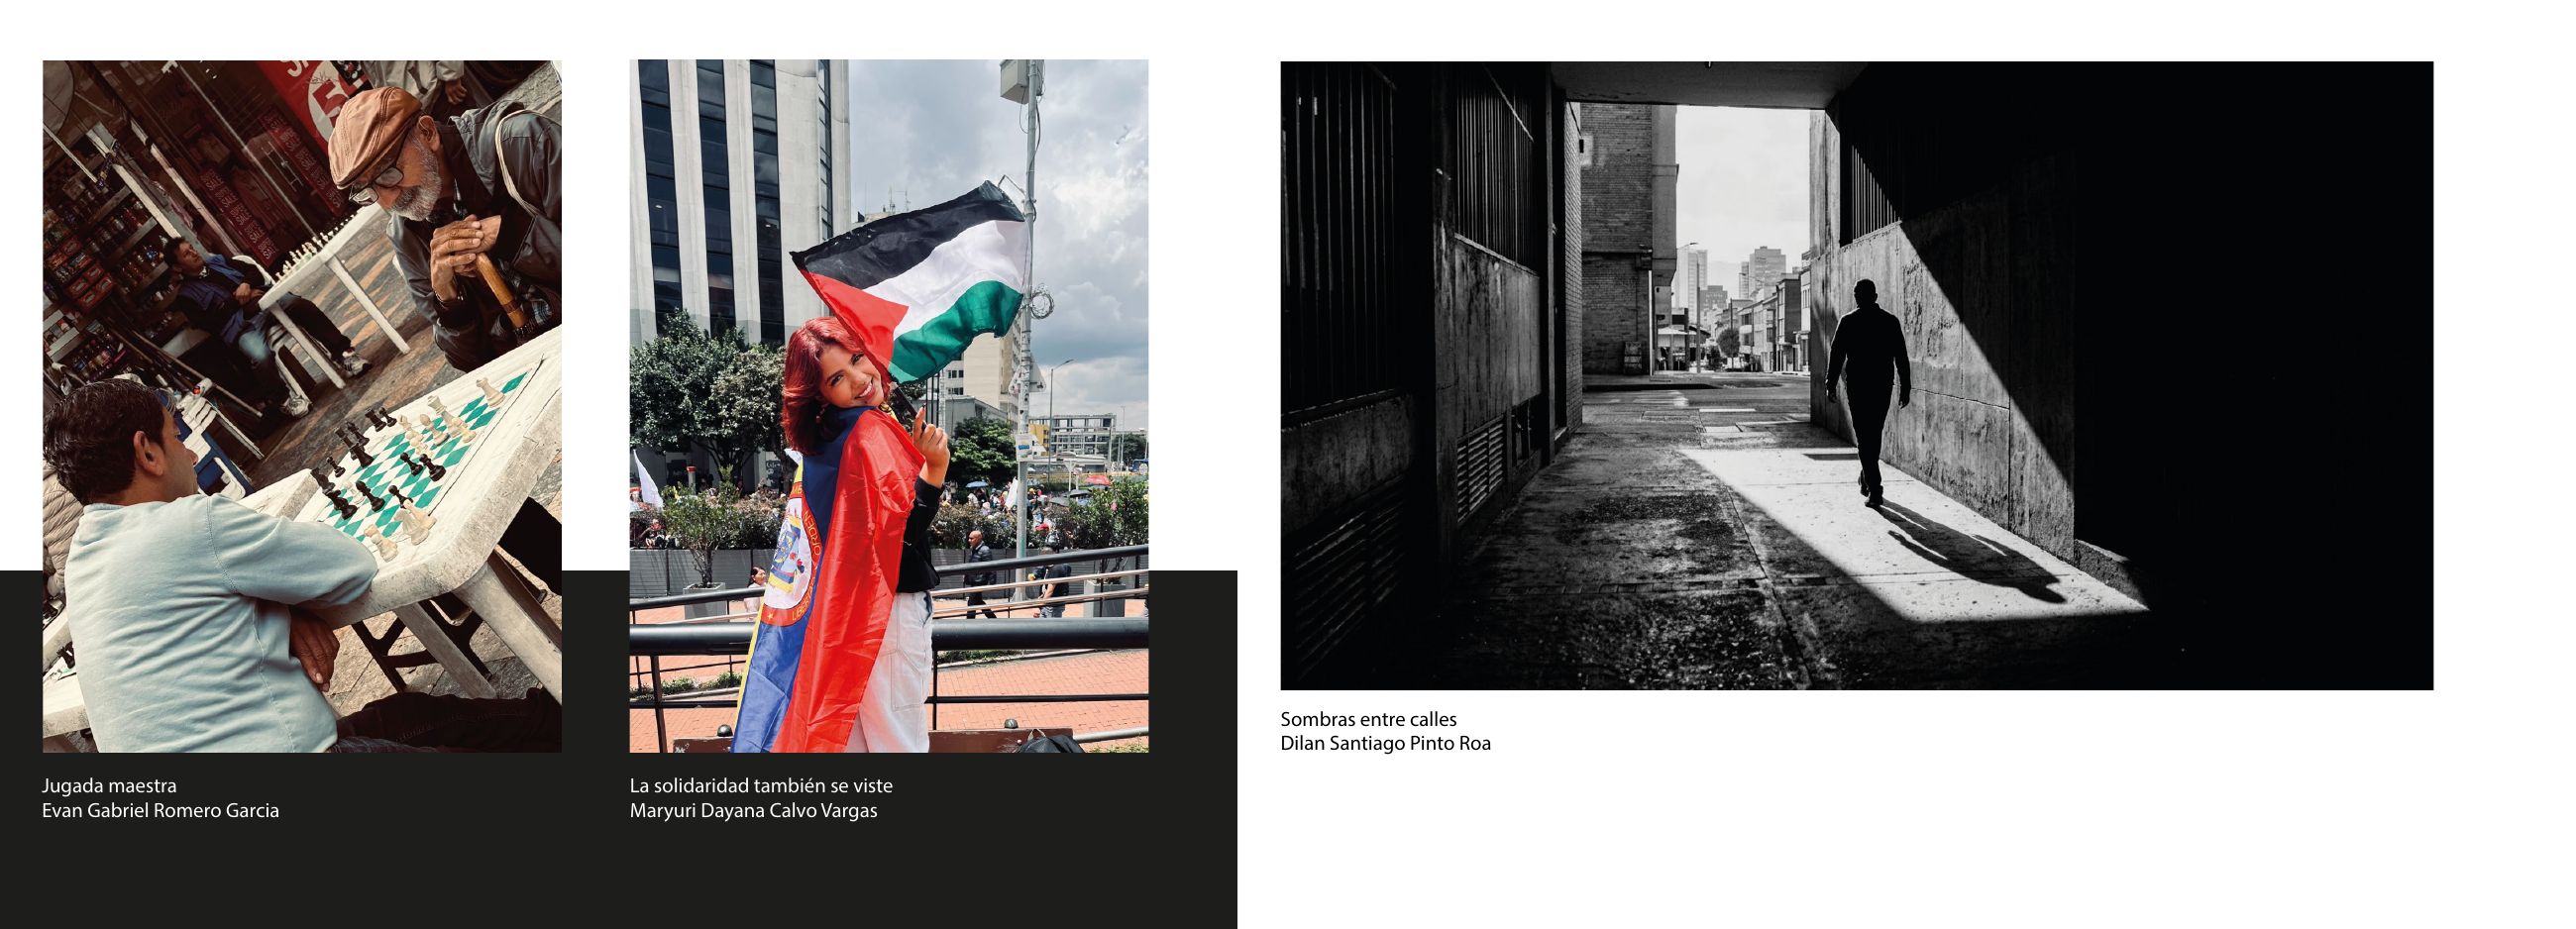 Jugada maestra
Evan Gabriel Romero Garcia
La solidaridad también se viste
Maryuri Dayana Calvo Vargas
Sombras entre calles
Dilan Santiago Pinto Roa